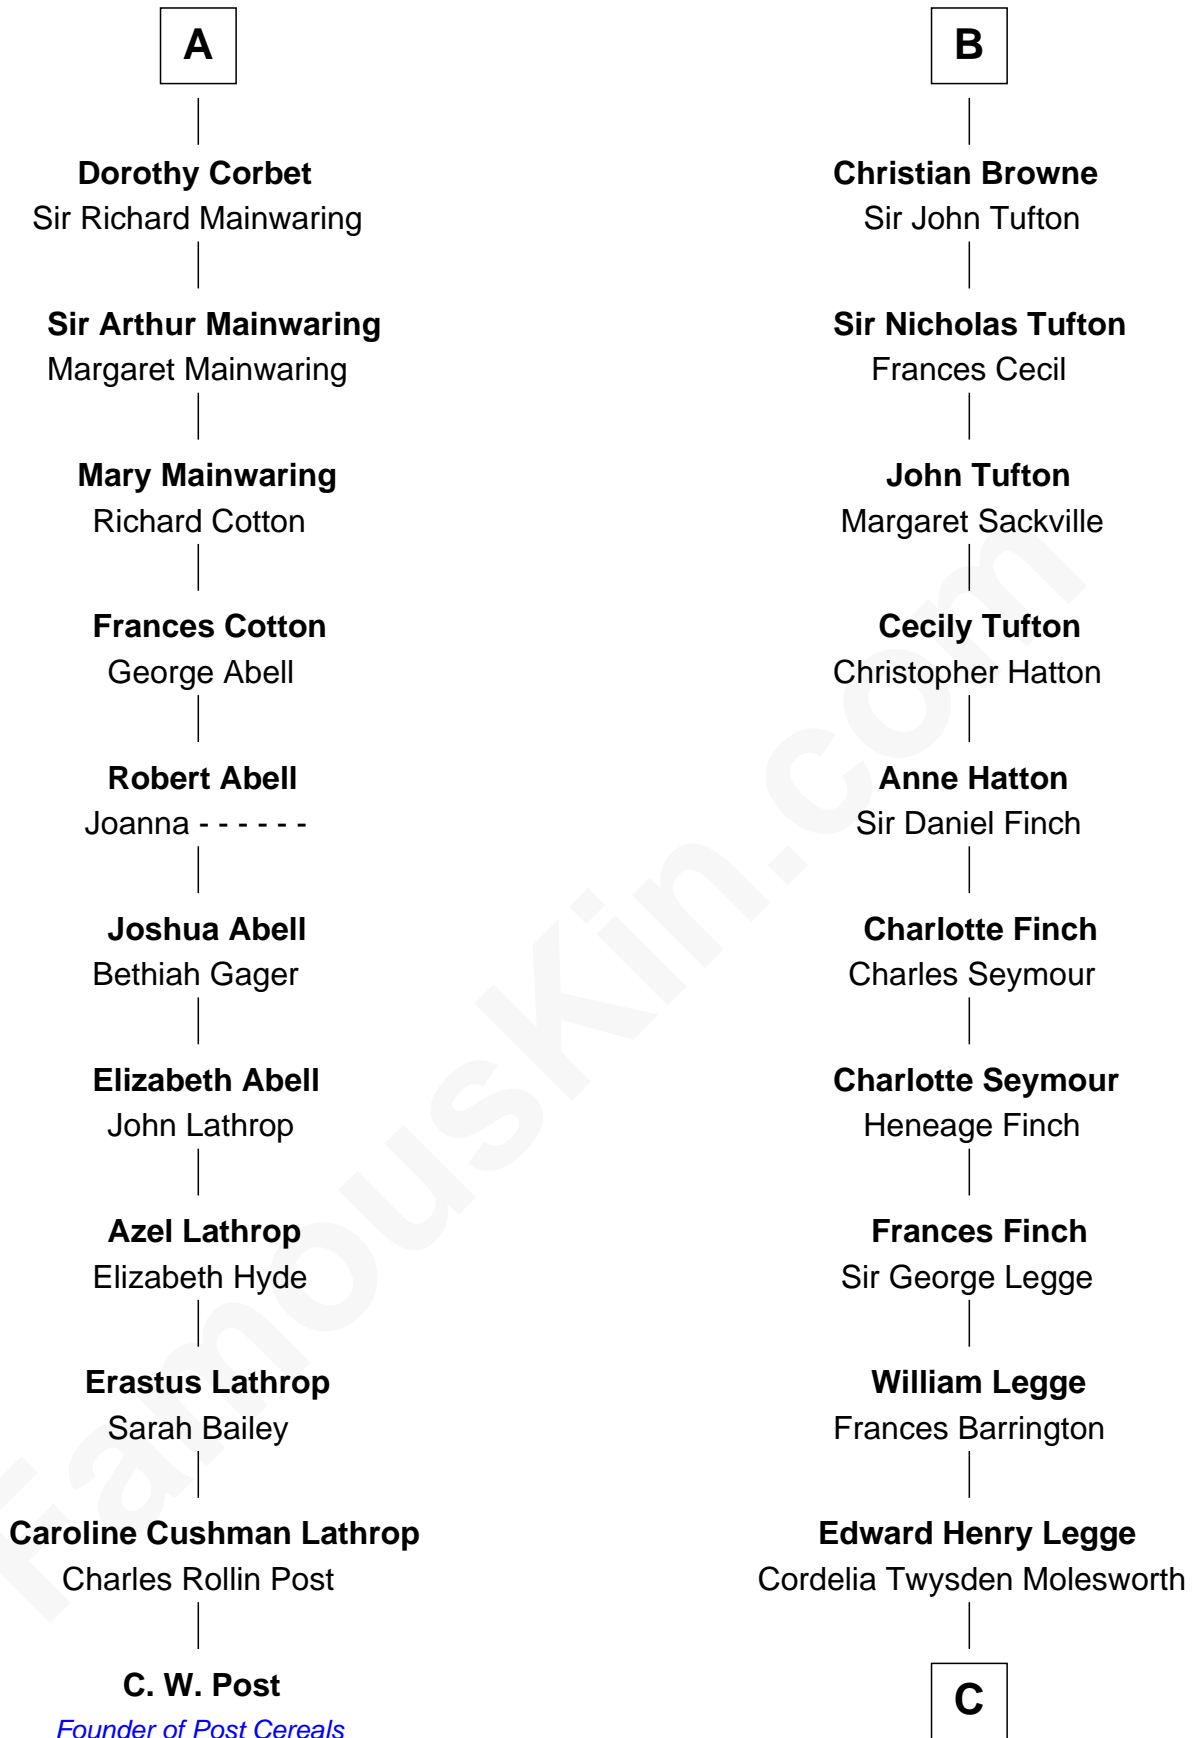 A
Dorothy Corbet
Sir Richard Mainwaring
Sir Arthur Mainwaring
Margaret Mainwaring
Mary Mainwaring
Richard Cotton
Frances Cotton
George Abell
Robert Abell
Joanna - - - - - -
Joshua Abell
Bethiah Gager
Elizabeth Abell
John Lathrop
Azel Lathrop
Elizabeth Hyde
Erastus Lathrop
Sarah Bailey
Caroline Cushman Lathrop
Charles Rollin Post
C. W. Post
Founder of Post Cereals
B
Christian Browne
Sir John Tufton
Sir Nicholas Tufton
Frances Cecil
John Tufton
Margaret Sackville
Cecily Tufton
Christopher Hatton
Anne Hatton
Sir Daniel Finch
Charlotte Finch
Charles Seymour
Charlotte Seymour
Heneage Finch
Frances Finch
Sir George Legge
William Legge
Frances Barrington
Edward Henry Legge
Cordelia Twysden Molesworth
C
FamousKin.com